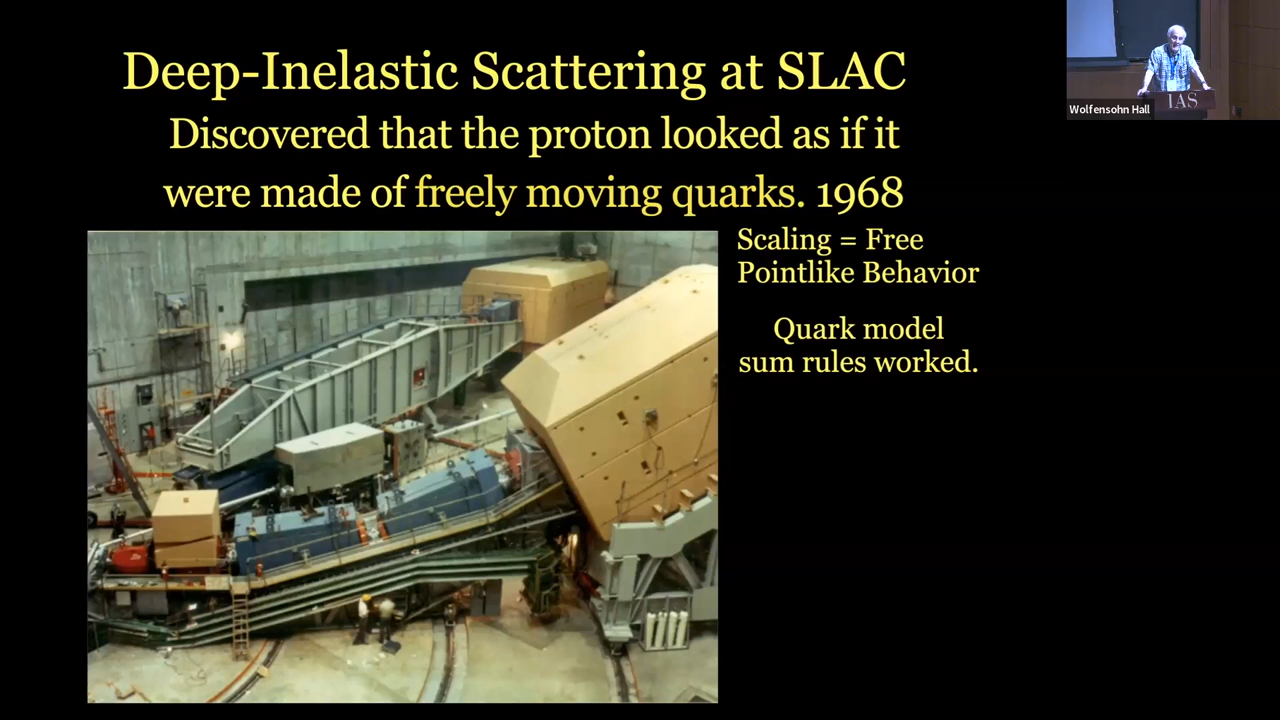 Deep-Inelastic Scattering at SLAC
Discovered that the proton looked as if it
were made of freely moving quarks. 1968
Scaling = Free
Pointlike Behavior
Quark model
sum rules worked.
Wolfensohn Hall
IAS